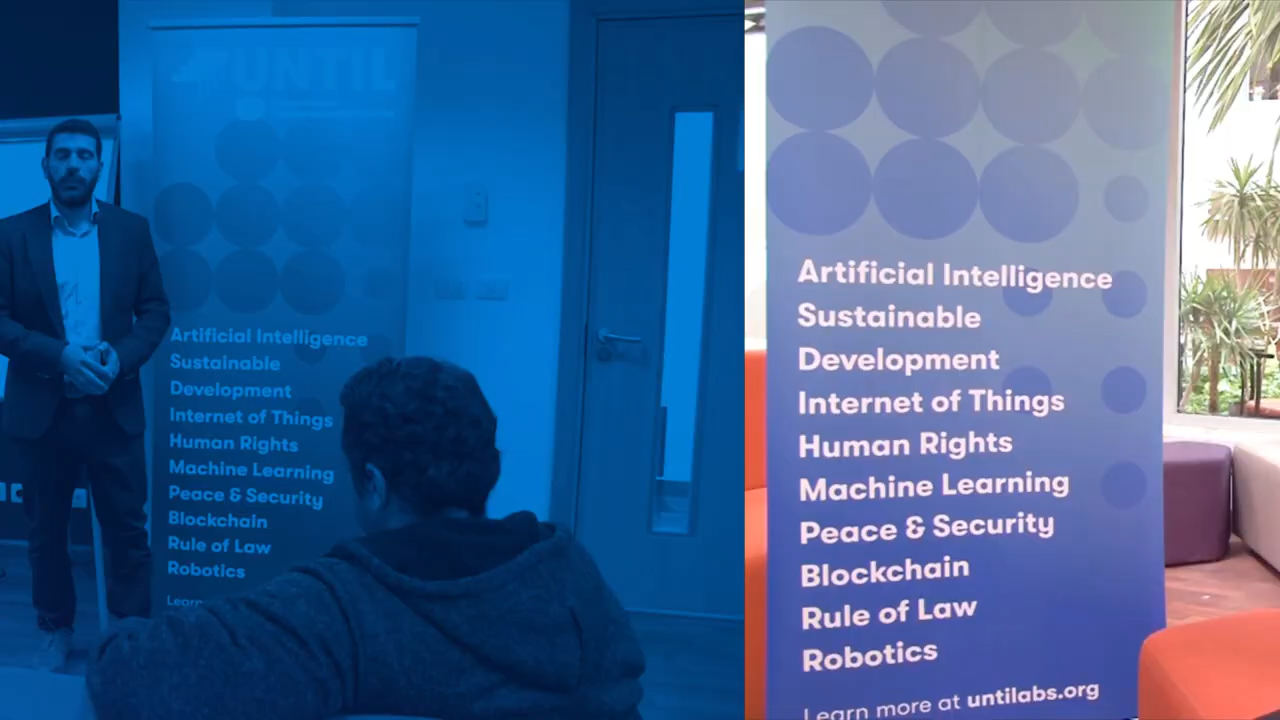 UNTIL
Artificial Intelligence
Sustainable
Development
Internet of Things
Human Rights
Machine Learning
Peace & Security
Blockchain
Rule of Law
Robotics
Learn
Artificial Intelligence
Sustainable
Development
Internet of Things
Human Rights
Machine Learning
Peace & Security
Blockchain
Rule of Law
Robotics
Learn more at untilabs.org